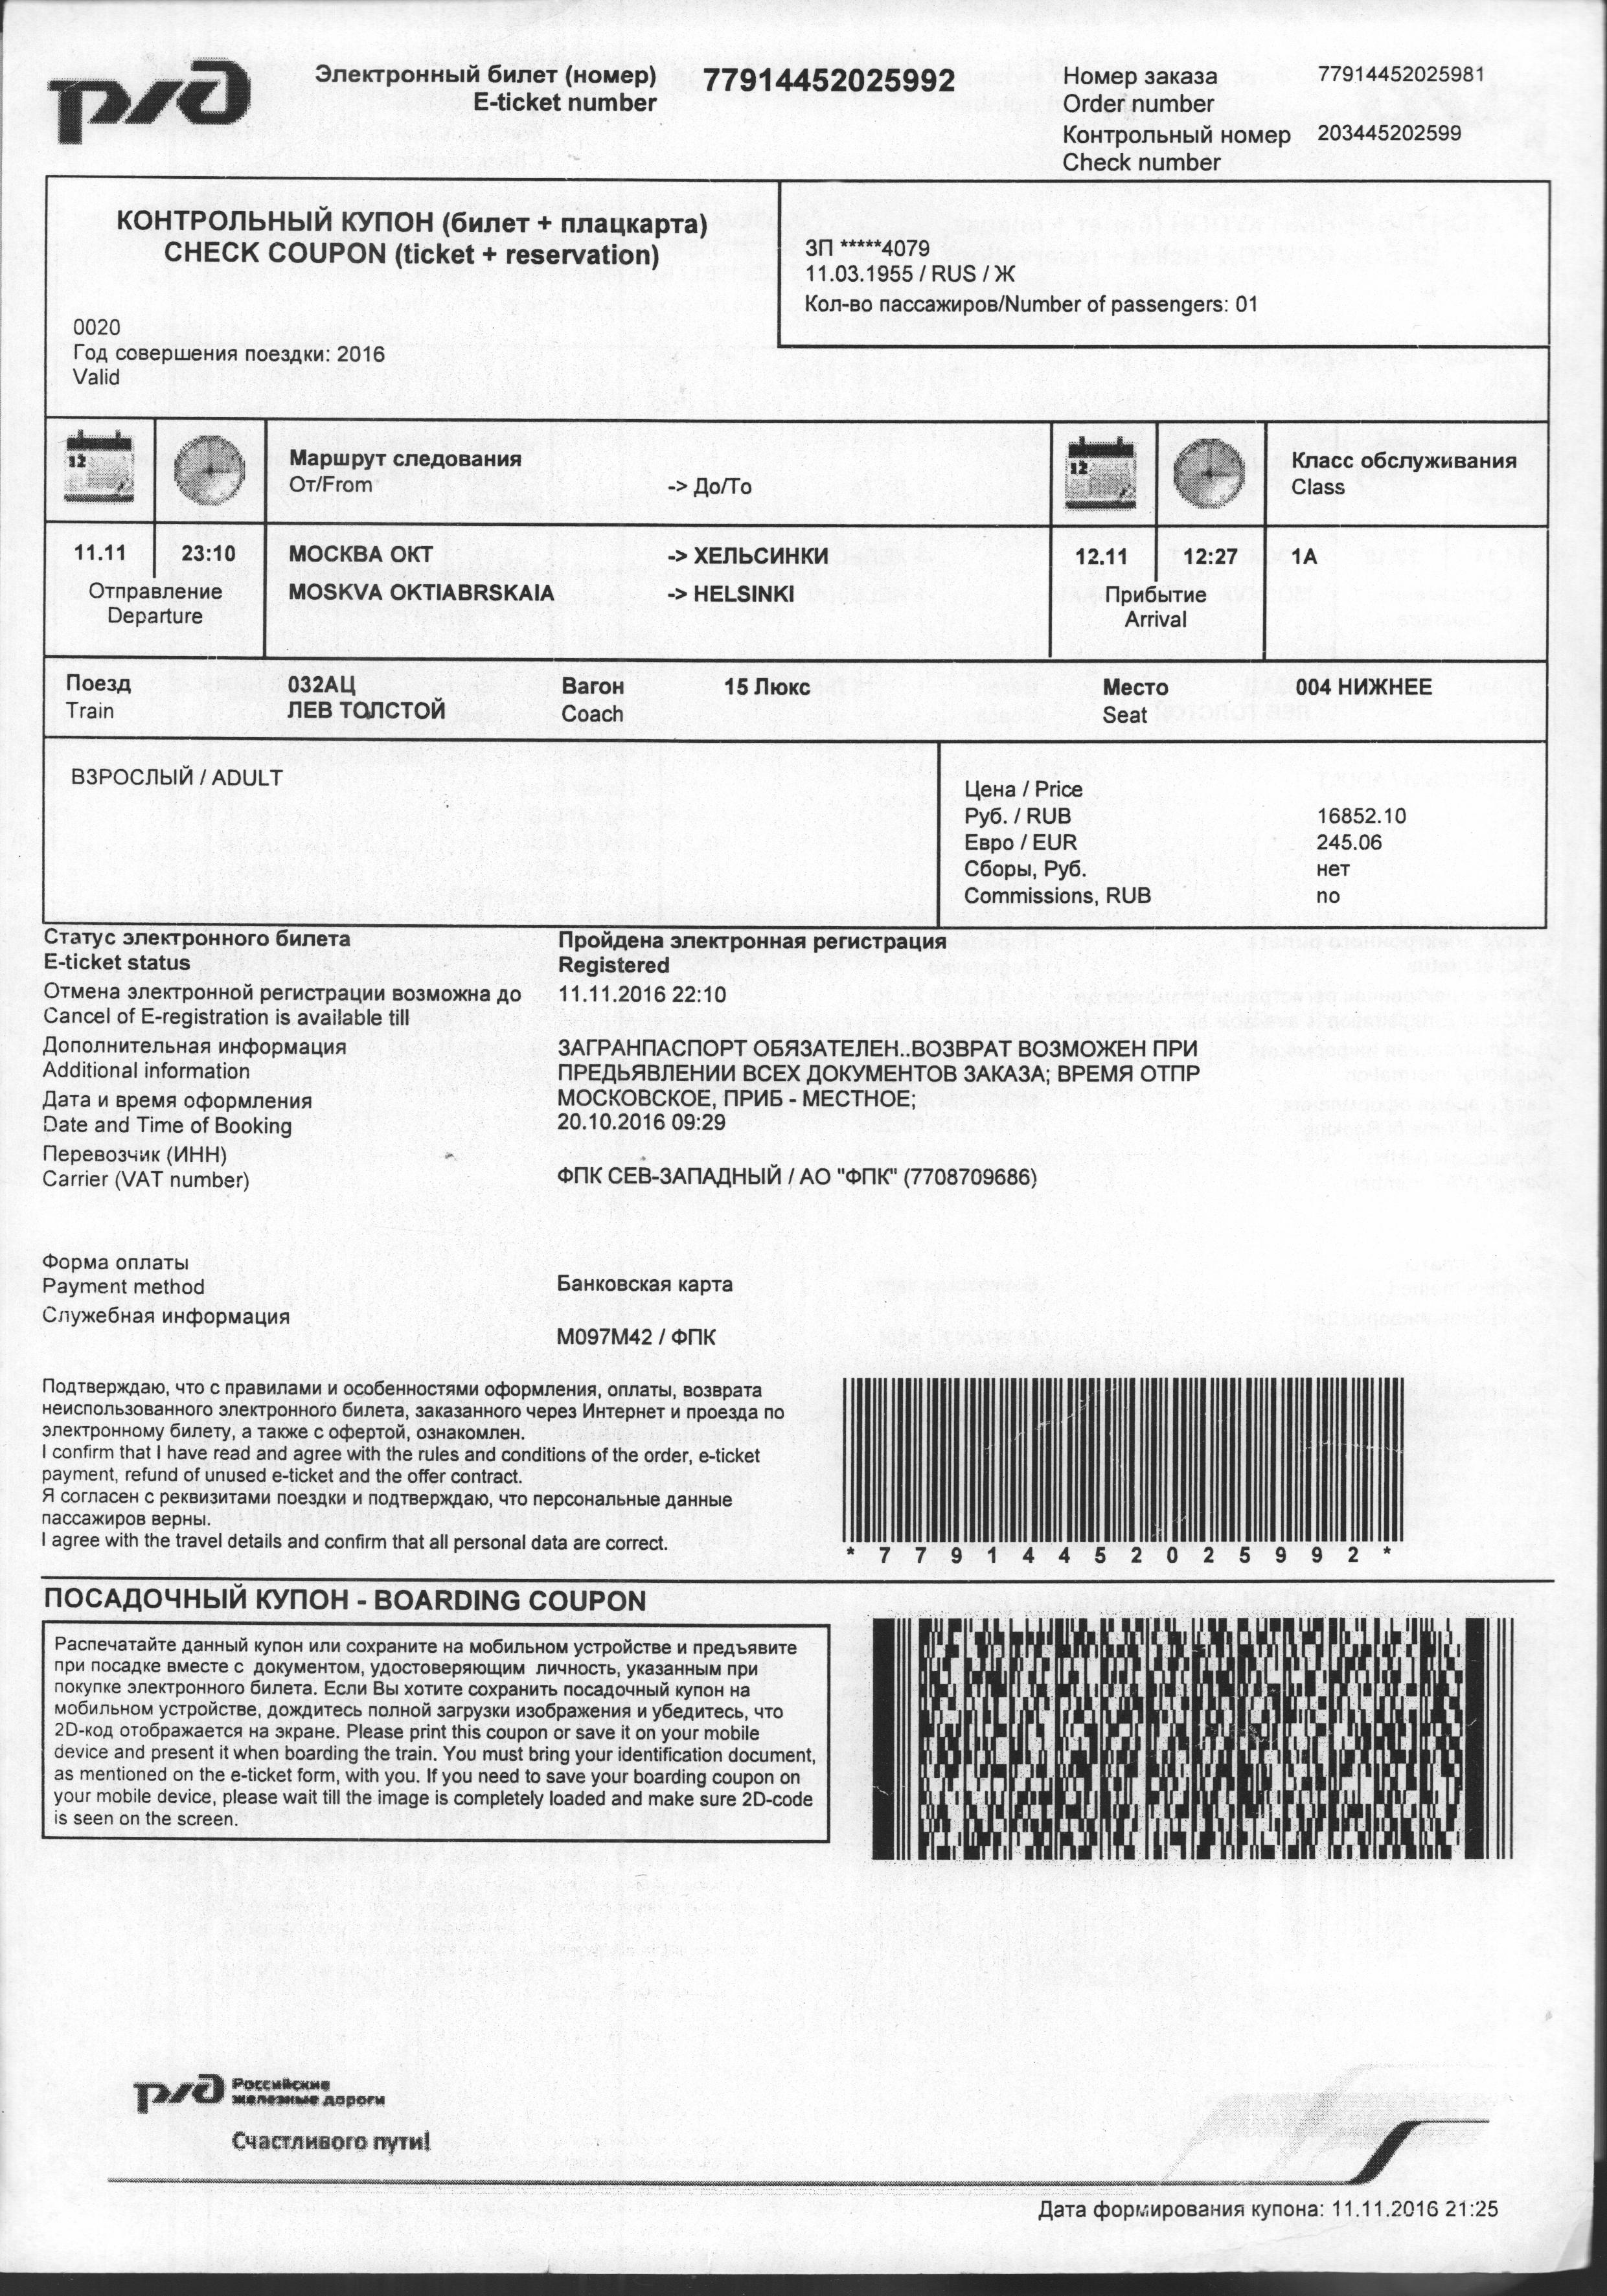 РЖД
Электронный билет (номер) 77914452025992
E-ticket number
Номер заказа 77914452025981
Order number
Контрольный номер 203445202599
Check number
КОНТРОЛЬНЫЙ КУПОН (билет + плацкарта)
CHECK COUPON (ticket + reservation)
ЗП *****4079
11.03.1955 / RUS / Ж
Кол-во пассажиров/Number of passengers: 01
0020
Год совершения поездки: 2016
Valid
12
Маршрут следования
От/From -> До/To
12
Класс обслуживания
Class
11.11 23:10 МОСКВА ОКТ -> ХЕЛЬСИНКИ 12.11 12:27 1А
Отправление MOSKVA OKTIABRSKAIA -> HELSINKI Прибытие
Departure Arrival
Поезд 032АЦ Вагон 15 Люкс Место 004 НИЖНЕЕ
Train ЛЕВ ТОЛСТОЙ Coach Seat
ВЗРОСЛЫЙ / ADULT
Цена / Price
Руб. / RUB 16852.10
Евро / EUR 245.06
Сборы, Руб. нет
Commissions, RUB no
Статус электронного билета Пройдена электронная регистрация
E-ticket status Registered
Отмена электронной регистрации возможна до 11.11.2016 22:10
Cancel of E-registration is available till
Дополнительная информация ЗАГРАНПАСПОРТ ОБЯЗАТЕЛЕН..ВОЗВРАТ ВОЗМОЖЕН ПРИ
Additional information ПРЕДЬЯВЛЕНИИ ВСЕХ ДОКУМЕНТОВ ЗАКАЗА; ВРЕМЯ ОТПР
Дата и время оформления МОСКОВСКОЕ, ПРИБ - МЕСТНОЕ;
Date and Time of Booking 20.10.2016 09:29
Перевозчик (ИНН)
Carrier (VAT number) ФПК СЕВ-ЗАПАДНЫЙ / АО "ФПК" (7708709686)
Форма оплаты
Payment method Банковская карта
Служебная информация
М097М42 / ФПК
Подтверждаю, что с правилами и особенностями оформления, оплаты, возврата
неиспользованного электронного билета, заказанного через Интернет и проезда по
электронному билету, а также с офертой, ознакомлен.
I confirm that I have read and agree with the rules and conditions of the order, e-ticket
payment, refund of unused e-ticket and the offer contract.
Я согласен с реквизитами поездки и подтверждаю, что персональные данные
пассажиров верны.
I agree with the travel details and confirm that all personal data are correct.
* 7 7 9 1 4 4 5 2 0 2 5 9 9 2 *
ПОСАДОЧНЫЙ КУПОН - BOARDING COUPON
Распечатайте данный купон или сохраните на мобильном устройстве и предъявите
при посадке вместе с документом, удостоверяющим личность, указанным при
покупке электронного билета. Если Вы хотите сохранить посадочный купон на
мобильном устройстве, дождитесь полной загрузки изображения и убедитесь, что
2D-код отображается на экране. Please print this coupon or save it on your mobile
device and present it when boarding the train. You must bring your identification document,
as mentioned on the e-ticket form, with you. If you need to save your boarding coupon on
your mobile device, please wait till the image is completely loaded and make sure 2D-code
is seen on the screen.
РЖД Российские
железные дороги
Счастливого пути!
Дата формирования купона: 11.11.2016 21:25